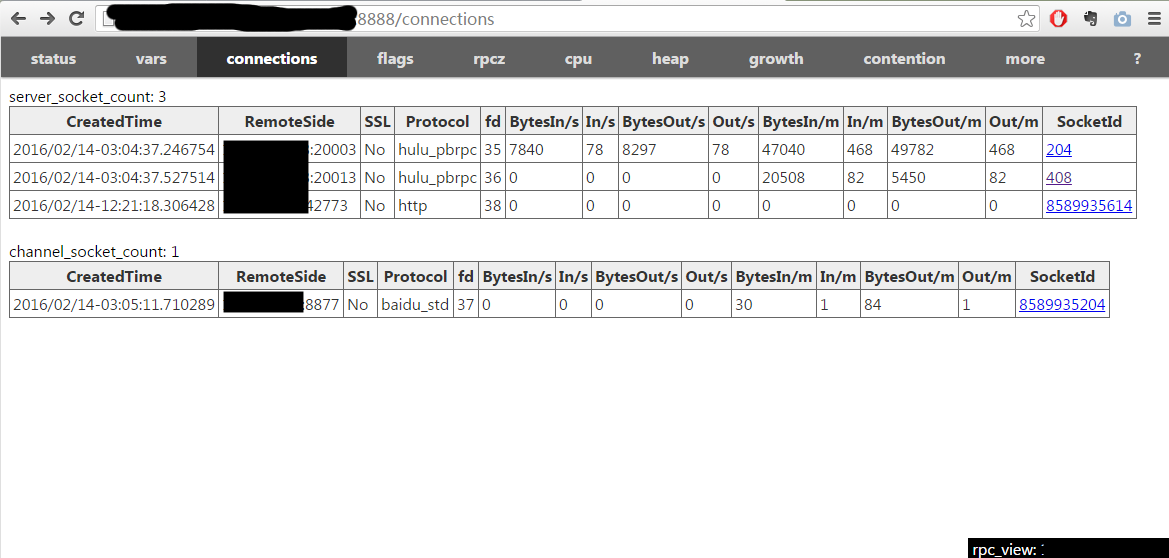 8888/connections
status vars connections flags rpcz cpu heap growth contention more ?
server_socket_count: 3
CreatedTime RemoteSide SSL Protocol fd BytesIn/s In/s BytesOut/s Out/s BytesIn/m In/m BytesOut/m Out/m SocketId
2016/02/14-03:04:37.246754 :20003 No hulu_pbrpc 35 7840 78 8297 78 47040 468 49782 468 204
2016/02/14-03:04:37.527514 :20013 No hulu_pbrpc 36 0 0 0 0 20508 82 5450 82 408
2016/02/14-12:21:18.306428 42773 No http 38 0 0 0 0 0 0 0 0 8589935614
channel_socket_count: 1
CreatedTime RemoteSide SSL Protocol fd BytesIn/s In/s BytesOut/s Out/s BytesIn/m In/m BytesOut/m Out/m SocketId
2016/02/14-03:05:11.710289 :8877 No baidu_std 37 0 0 0 0 30 1 84 1 8589935204
rpc_view: